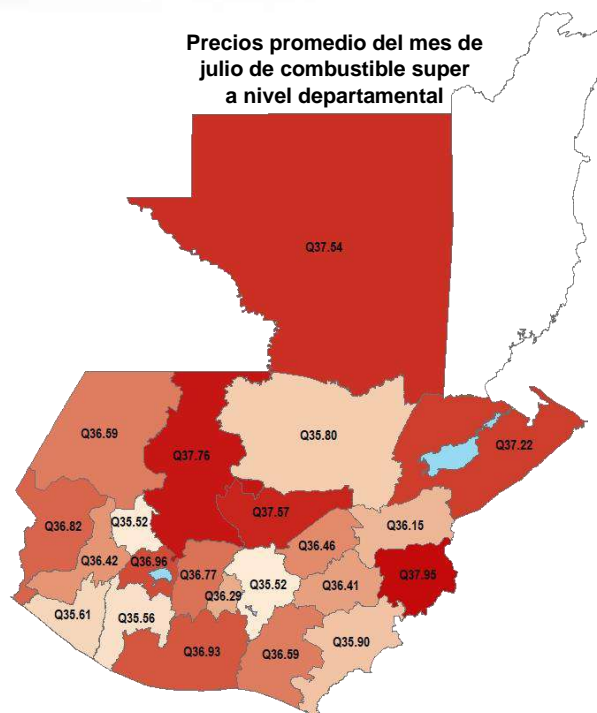 Precios promedio del mes de
julio de combustible super
a nivel departamental
Q37.54
Q36.59
Q35.80
Q37.76
Q37.22
Q37.57
Q36.15
Q36.82
Q35.52
Q36.46
Q36.42
Q36.96
Q36.77
Q35.52
Q36.41
Q37.95
Q36.29
Q35.61
Q35.56
Q35.90
Q36.93
Q36.59